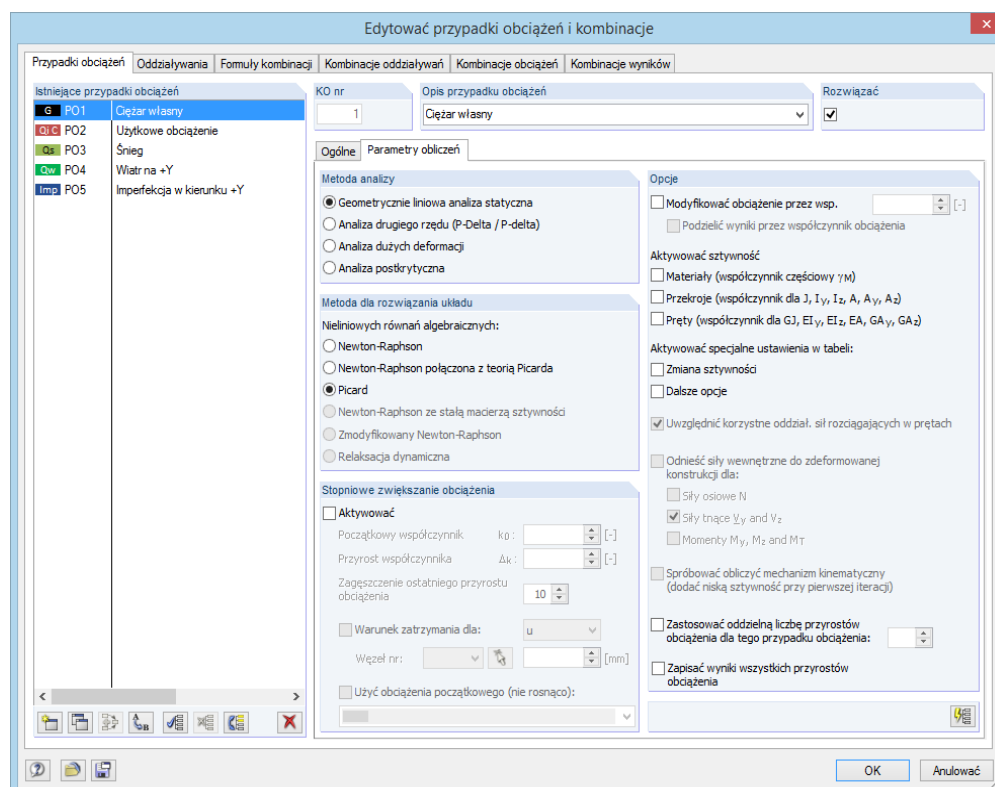 Edytować przypadki obciążeń i kombinacje
Przypadki obciążeń Oddziaływania Formuły kombinacji Kombinacje oddziaływań Kombinacje obciążeń Kombinacje wyników
Istniejące przypadki obciążeń
G PO1 Ciężar własny
Qi C PO2 Użytkowe obciążenie
Qs PO3 Śnieg
Qw PO4 Wiatr na +Y
Imp PO5 Imperfekcja w kierunku +Y
KO nr
1
Opis przypadku obciążeń
Ciężar własny
Rozwiązać
Ogólne Parametry obliczeń
Metoda analizy
Geometrycznie liniowa analiza statyczna
Analiza drugiego rzędu (P-Delta / P-delta)
Analiza dużych deformacji
Analiza postkrytyczna
Metoda dla rozwiązania układu
Nieliniowych równań algebraicznych:
Newton-Raphson
Newton-Raphson połączona z teorią Picarda
Picard
Newton-Raphson ze stałą macierzą sztywności
Zmodyfikowany Newton-Raphson
Relaksacja dynamiczna
Stopniowe zwiększanie obciążenia
Aktywować
Początkowy współczynnik k0 : [-]
Przyrost współczynnika Δk : [-]
Zagęszczenie ostatniego przyrostu
obciążenia 10
Warunek zatrzymania dla: u
Węzeł nr: [mm]
Użyć obciążenia początkowego (nie rosnąco):
Opcje
Modyfikować obciążenie przez wsp. [-]
Podzielić wyniki przez współczynnik obciążenia
Aktywować sztywność
Materiały (współczynnik częściowy γM)
Przekroje (współczynnik dla J, Iy, Iz, A, Ay, Az)
Pręty (współczynnik dla GJ, EIy, EIz, EA, GAy, GAz)
Aktywować specjalne ustawienia w tabeli:
Zmiana sztywności
Dalsze opcje
Uwzględnić korzystne oddział. sił rozciągających w prętach
Odnieść siły wewnętrzne do zdeformowanej
konstrukcji dla:
Siły osiowe N
Siły tnące Vy and Vz
Momenty My, Mz and MT
Spróbować obliczyć mechanizm kinematyczny
(dodać niską sztywność przy pierwszej iteracji)
Zastosować oddzielną liczbę przyrostów
obciążenia dla tego przypadku obciążenia:
Zapisać wyniki wszystkich przyrostów
obciążenia
OK Anulować